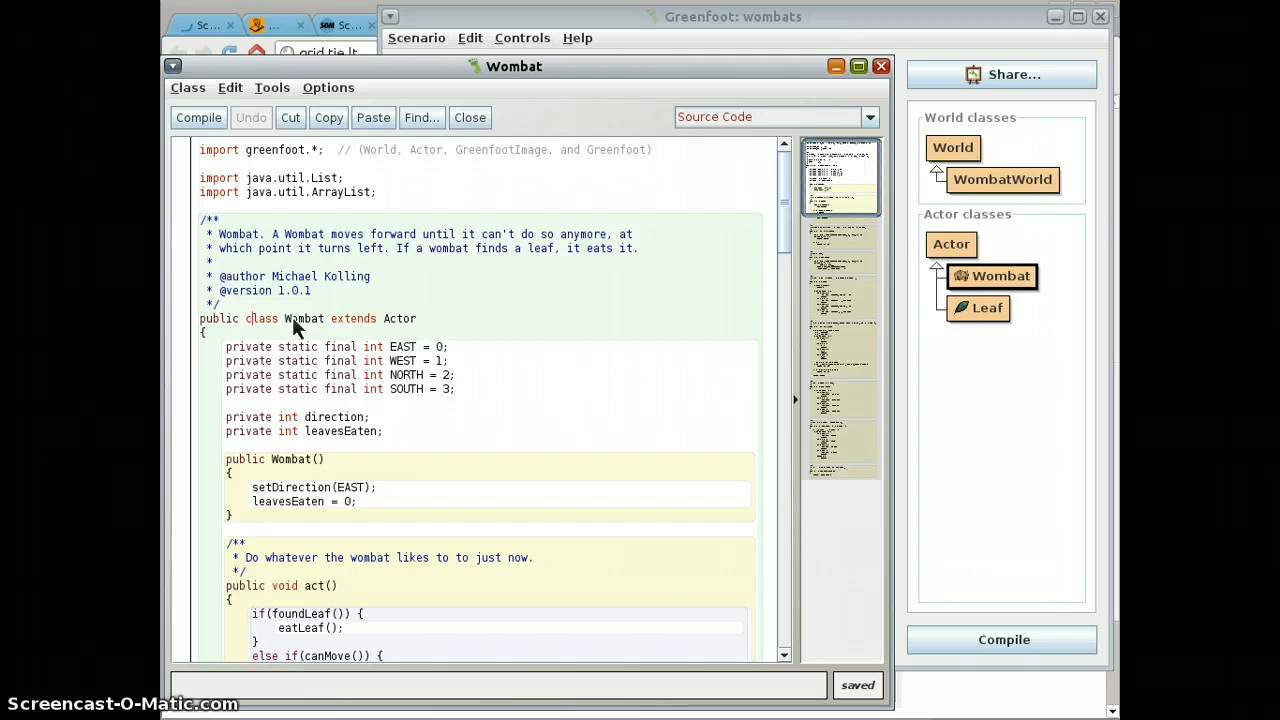 Sc...
...
Sc...
grid tie lt
Greenfoot: wombats
Scenario Edit Controls Help
Wombat
Class Edit Tools Options
Compile Undo Cut Copy Paste Find... Close
Source Code
import greenfoot.*;  // (World, Actor, GreenfootImage, and Greenfoot)
import java.util.List;
import java.util.ArrayList;
/**
 * Wombat. A Wombat moves forward until it can't do so anymore, at
 * which point it turns left. If a wombat finds a leaf, it eats it.
 *
 * @author Michael Kolling
 * @version 1.0.1
 */
public class Wombat extends Actor
{
    private static final int EAST = 0;
    private static final int WEST = 1;
    private static final int NORTH = 2;
    private static final int SOUTH = 3;
    private int direction;
    private int leavesEaten;
    public Wombat()
    {
        setDirection(EAST);
        leavesEaten = 0;
    }
    /**
     * Do whatever the wombat likes to to just now.
     */
    public void act()
    {
        if(foundLeaf()) {
            eatLeaf();
        }
        else if(canMove()) {
saved
Share...
World classes
World
WombatWorld
Actor classes
Actor
Wombat
Leaf
Compile
Screencast-O-Matic.com